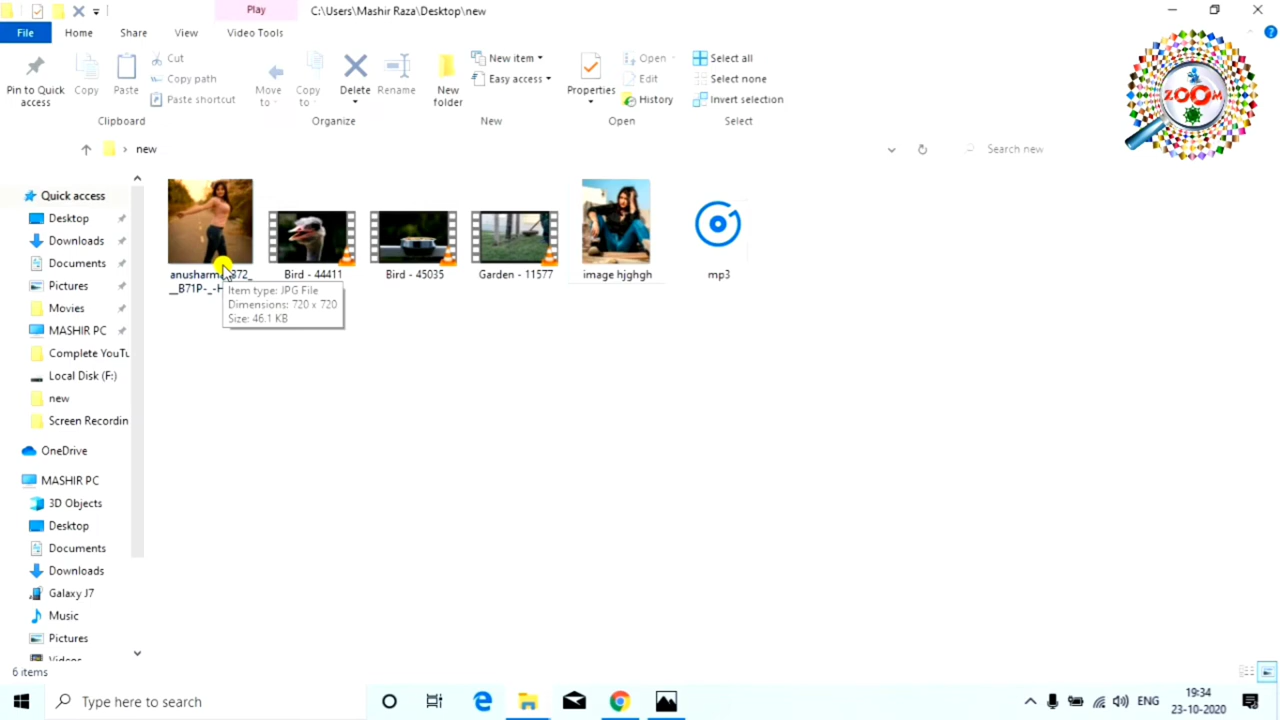 Play
C:\Users\Mashir Raza\Desktop\new
File
Home
Share
View
Video Tools
Pin to Quick access
Copy
Paste
Cut
Copy path
Paste shortcut
Clipboard
Move to
Copy to
Delete
Rename
Organize
New folder
New item
Easy access
New
Properties
Open
Edit
History
Open
Select all
Select none
Invert selection
Select
ZOOM
new
Search new
Quick access
Desktop
Downloads
Documents
Pictures
Movies
MASHIR PC
Complete YouTu
Local Disk (F:)
new
Screen Recordin
OneDrive
MASHIR PC
3D Objects
Desktop
Documents
Downloads
Galaxy J7
Music
Pictures
Videos
Bird - 44411
Bird - 45035
Garden - 11577
image hjghgh
mp3
Item type: JPG File
Dimensions: 720 x 720
Size: 46.1 KB
6 items
Type here to search
ENG
19:34
23-10-2020